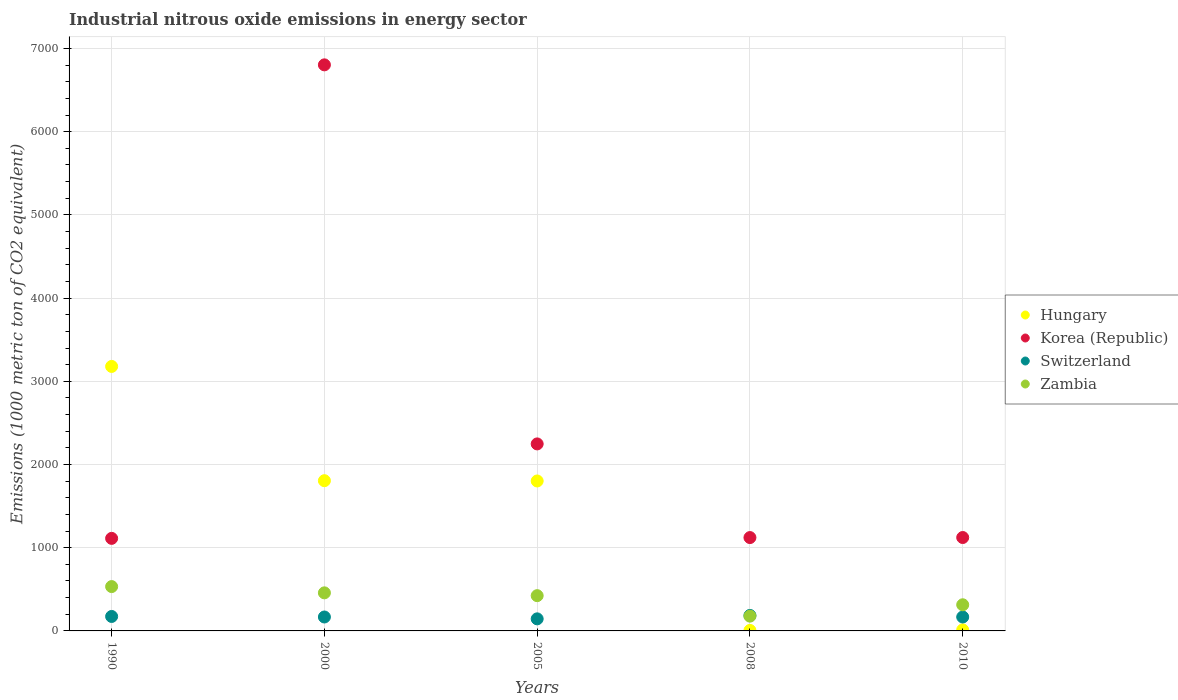 Industrial nitrous oxide emissions in energy sector
Emissions (1000 metric ton of CO2 equivalent)
7000
6000
5000
4000
3000
2000
1000
0
1990
2000
2005
2008
2010
Years
Hungary
Korea (Republic)
Switzerland
Zambia